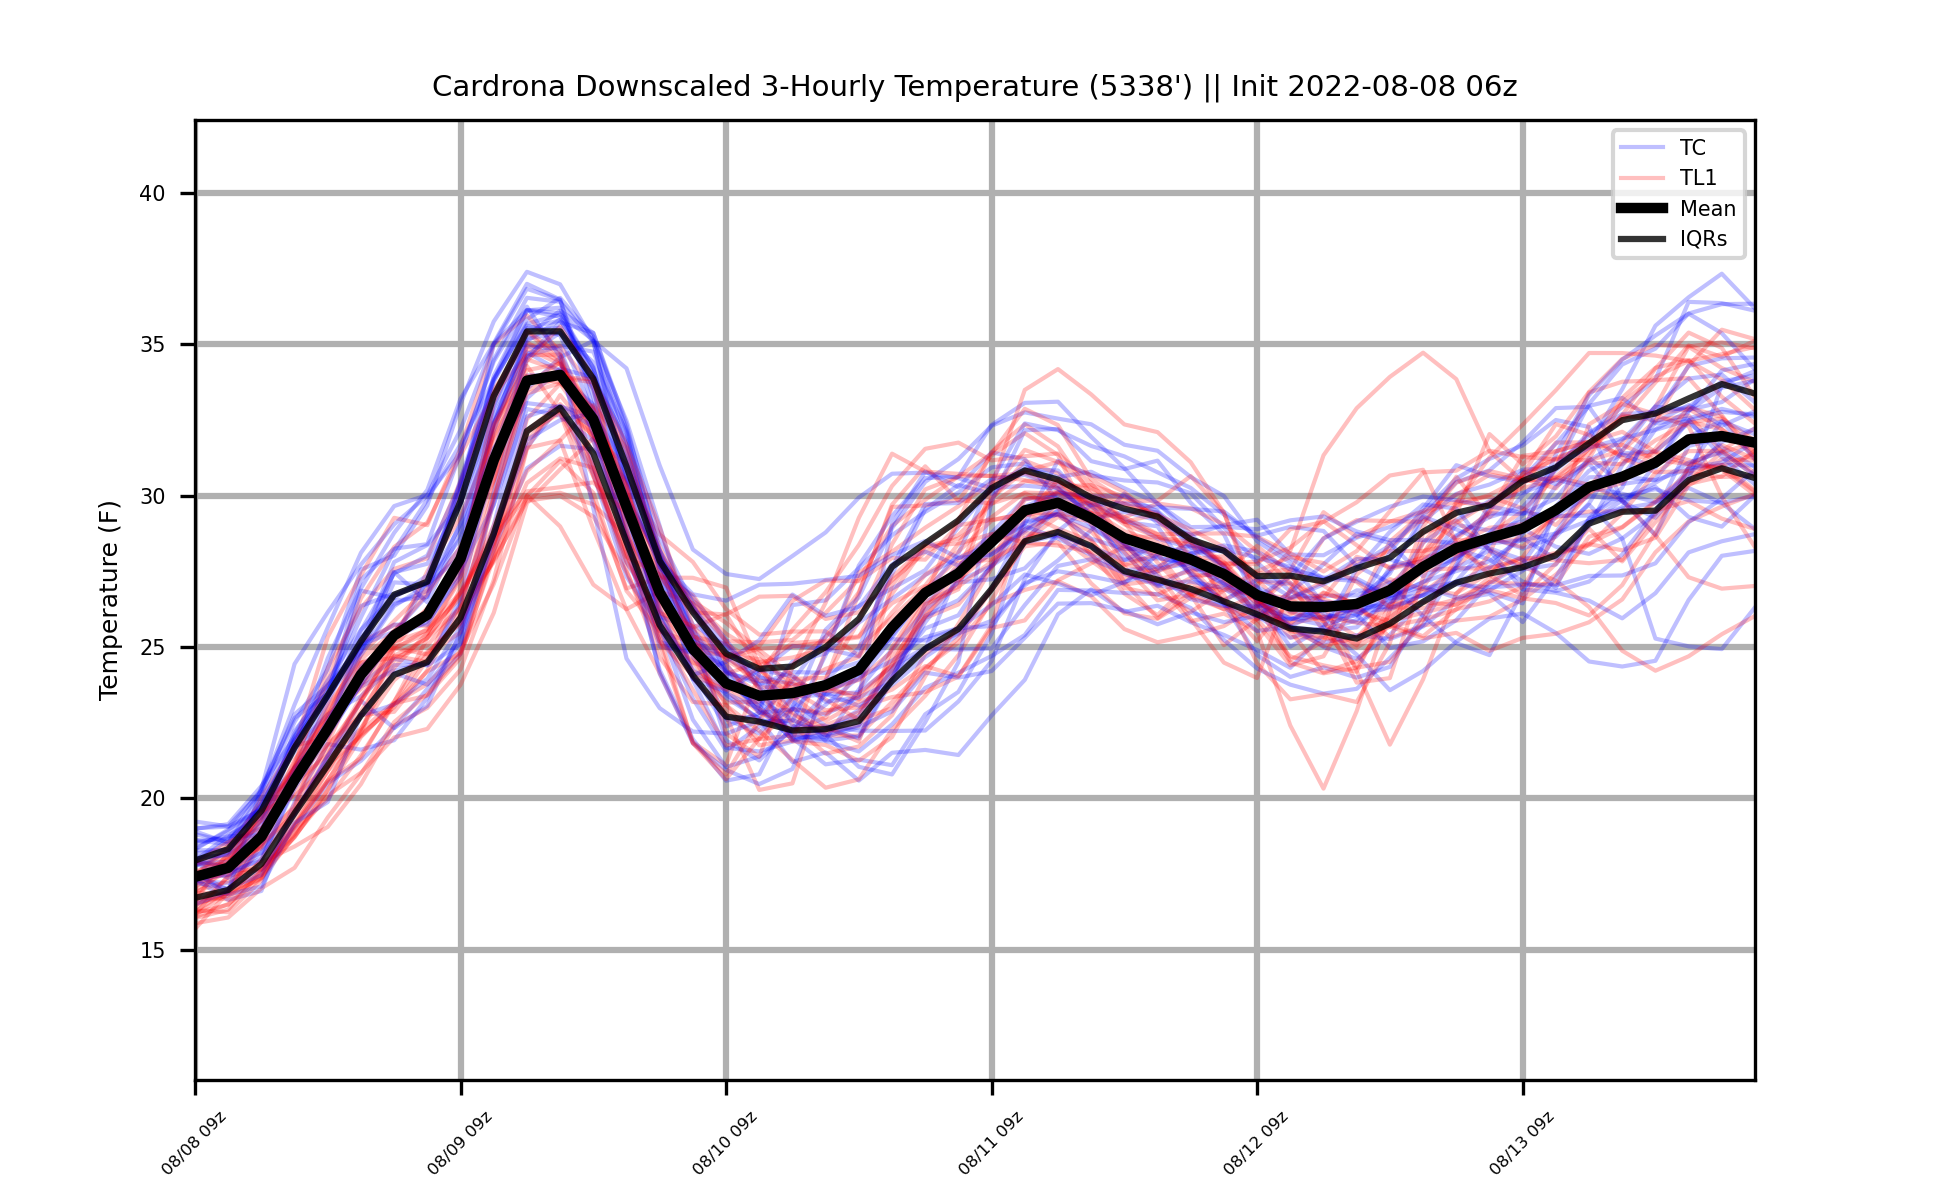 Cardrona Downscaled 3-Hourly Temperature (5338') || Init 2022-08-08 06z
TC
TL1
Mean
IQRs
Temperature (F)
40
35
30
25
20
15
08/08 09z
08/09 09z
08/10 09z
08/11 09z
08/12 09z
08/13 09z